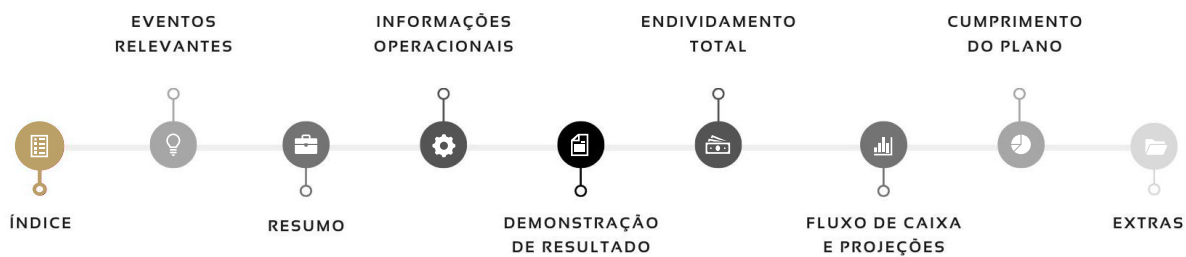 EVENTOS
RELEVANTES
INFORMAÇÕES
OPERACIONAIS
ENDIVIDAMENTO
TOTAL
CUMPRIMENTO
DO PLANO
ÍNDICE
RESUMO
DEMONSTRAÇÃO
DE RESULTADO
FLUXO DE CAIXA
E PROJEÇÕES
EXTRAS